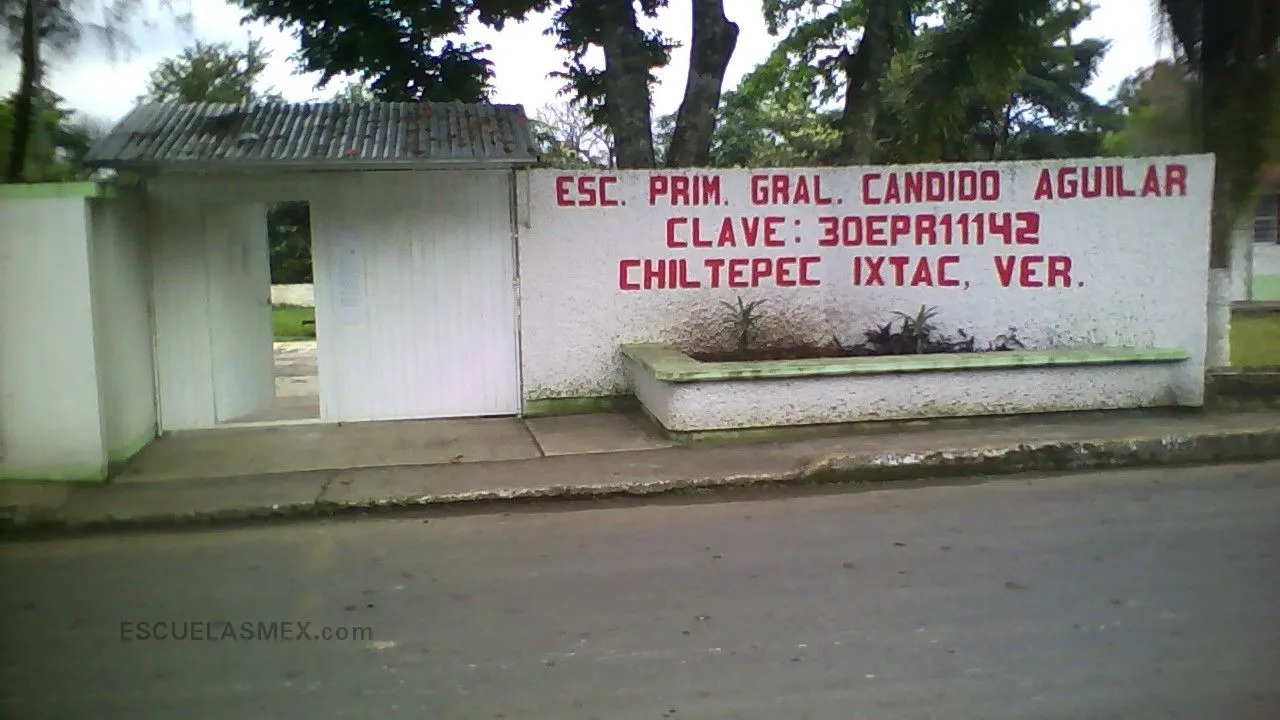 ESC. PRIM. GRAL. CANDIDO AGUILAR
CLAVE: 30EPR11142
CHILTEPEC IXTAC, VER.
ESCUELASMEX.com